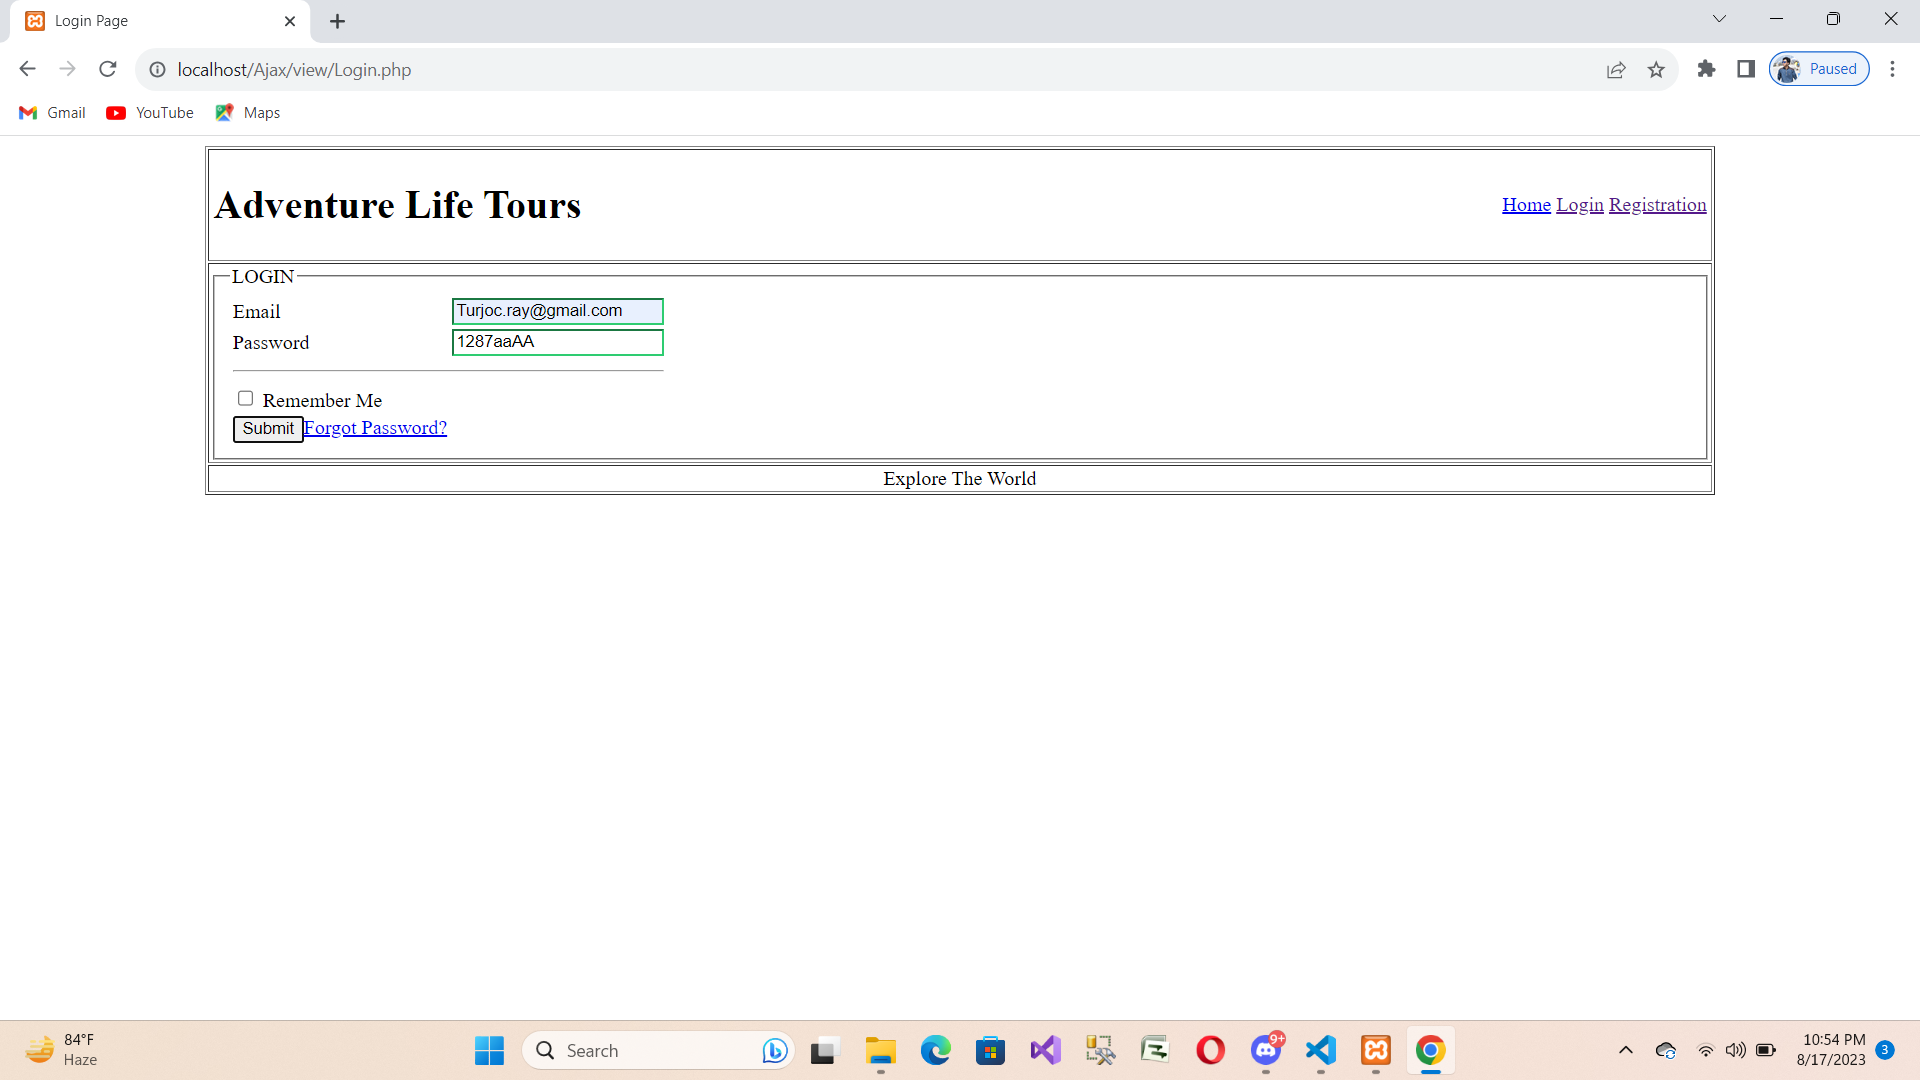 Login Page
localhost/Ajax/view/Login.php
Paused
Gmail YouTube Maps
Adventure Life Tours
Home Login Registration
LOGIN
Email Turjoc.ray@gmail.com
Password 1287aaAA
Remember Me
Submit Forgot Password?
Explore The World
84°F
Haze
Search
9+
10:54 PM
8/17/2023
3